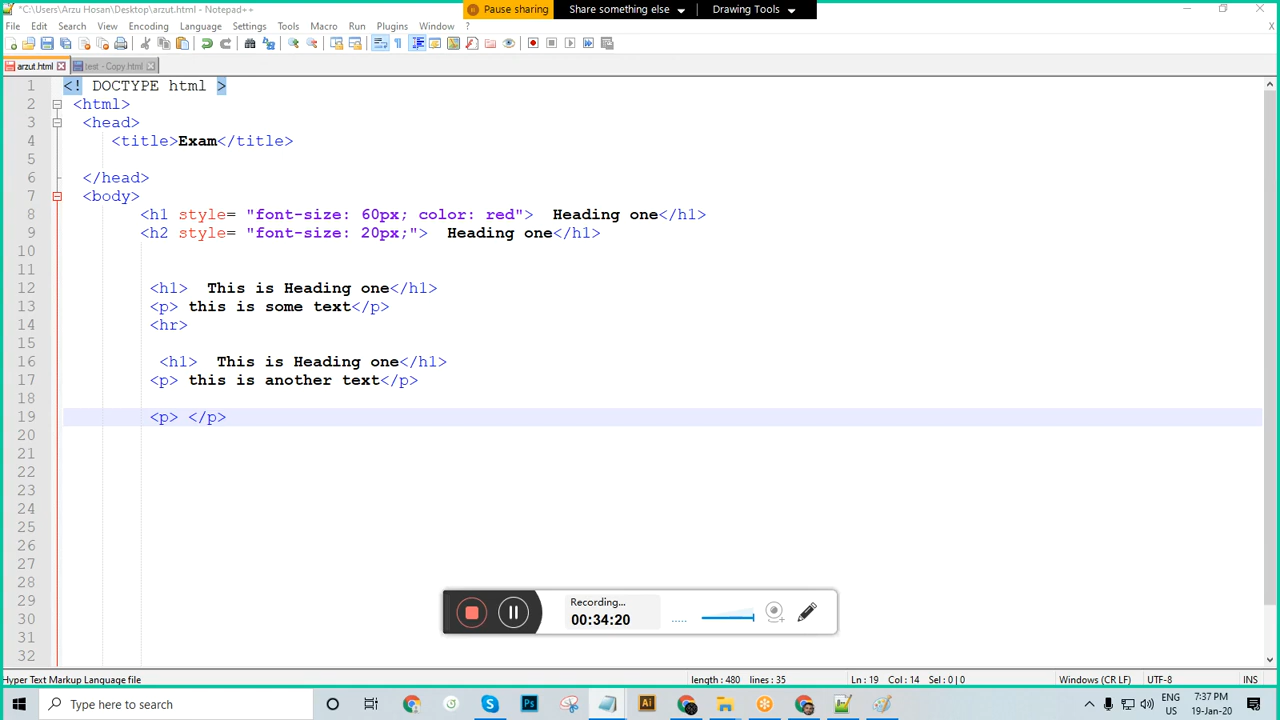 *C:\Users\Arzu Hosan\Desktop\arzut.html - Notepad++
Pause sharing
Share something else
Drawing Tools
File Edit Search View Encoding Language Settings Tools Macro Run Plugins Window ?
X
arzut.html
test - Copy.html
1 <! DOCTYPE html >
2 <html>
3 <head>
4 <title>Exam</title>
5
6 </head>
7 <body>
8 <h1 style= "font-size: 60px; color: red"> Heading one</h1>
9 <h2 style= "font-size: 20px;"> Heading one</h1>
10
11
12 <h1> This is Heading one</h1>
13 <p> this is some text</p>
14 <hr>
15
16 <h1> This is Heading one</h1>
17 <p> this is another text</p>
18
19 <p> </p>
20
21
22
23
24
25
26
27
28
29
30
31
32
Recording...
00:34:20
Hyper Text Markup Language file
length : 480 lines : 35
Ln : 19 Col : 14 Sel : 0 | 0
Windows (CR LF)
UTF-8
INS
Type here to search
ENG
US
7:37 PM
19-Jan-20